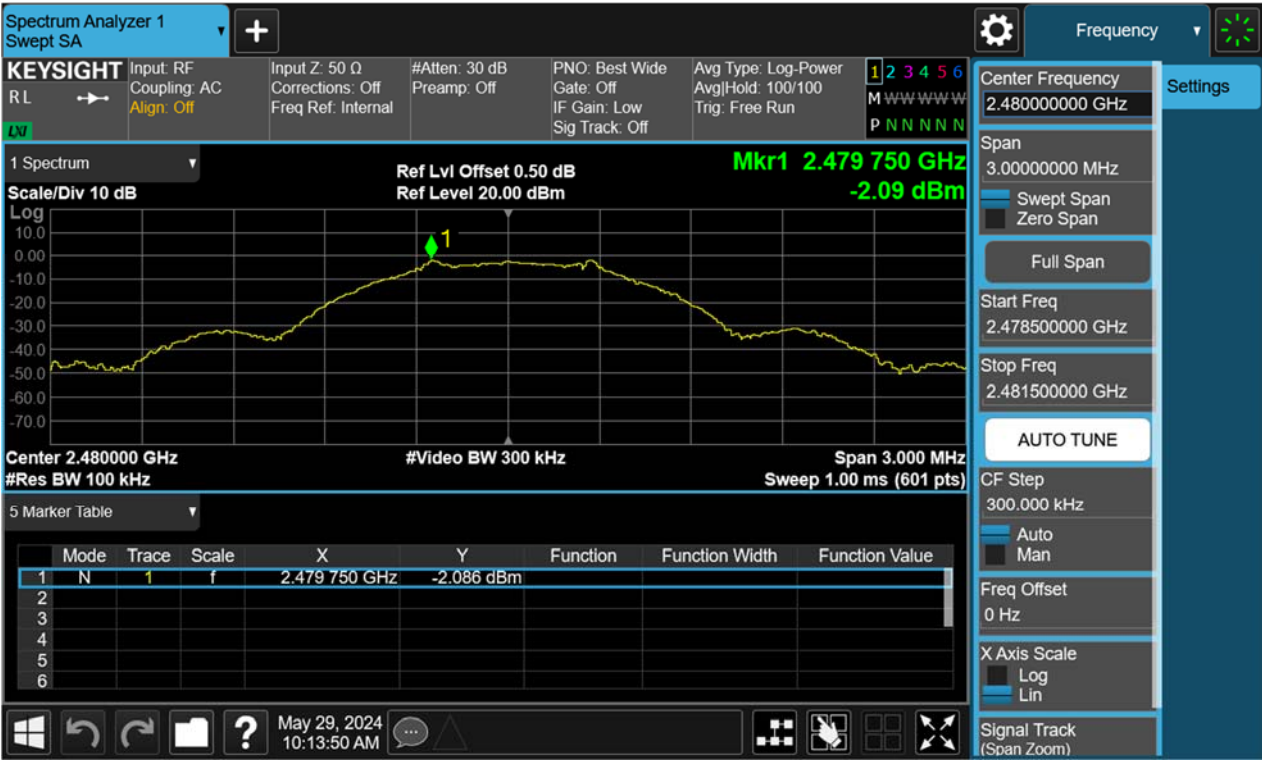 Spectrum Analyzer 1
Swept SA
+
Frequency
KEYSIGHT
R L
LXI
Input: RF
Coupling: AC
Align: Off
Input Z: 50 Ω
Corrections: Off
Freq Ref: Internal
#Atten: 30 dB
Preamp: Off
PNO: Best Wide
Gate: Off
IF Gain: Low
Sig Track: Off
Avg Type: Log-Power
Avg|Hold: 100/100
Trig: Free Run
1 2 3 4 5 6
M W W W W W
P N N N N N
1 Spectrum
Scale/Div 10 dB
Ref Lvl Offset 0.50 dB
Ref Level 20.00 dBm
Mkr1 2.479 750 GHz
-2.09 dBm
Log
10.0
0.00
-10.0
-20.0
-30.0
-40.0
-50.0
-60.0
-70.0
1
Center 2.480000 GHz
#Res BW 100 kHz
#Video BW 300 kHz
Span 3.000 MHz
Sweep 1.00 ms (601 pts)
5 Marker Table
Mode Trace Scale X Y Function Function Width Function Value
1 N 1 f 2.479 750 GHz -2.086 dBm
2
3
4
5
6
?
May 29, 2024
10:13:50 AM
Center Frequency
2.480000000 GHz
Settings
Span
3.00000000 MHz
Swept Span
Zero Span
Full Span
Start Freq
2.478500000 GHz
Stop Freq
2.481500000 GHz
AUTO TUNE
CF Step
300.000 kHz
Auto
Man
Freq Offset
0 Hz
X Axis Scale
Log
Lin
Signal Track
(Span Zoom)